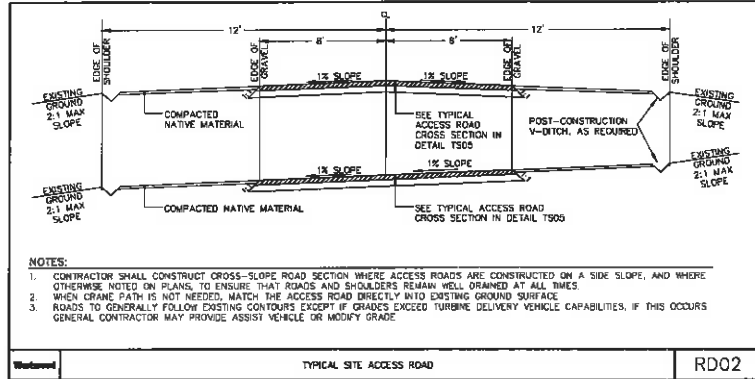 ℄
12'
12'
EDGE OF
SHOULDER
8'
8'
EDGE OF
SHOULDER
EDGE OF
GRAVEL
EDGE OF
GRAVEL
1% SLOPE
1% SLOPE
EXISTING
GROUND
2:1 MAX
SLOPE
COMPACTED
NATIVE MATERIAL
SEE TYPICAL
ACCESS ROAD
CROSS SECTION IN
DETAIL TS05
POST-CONSTRUCTION
V-DITCH, AS REQUIRED
EXISTING
GROUND
2:1 MAX
SLOPE
1% SLOPE
1% SLOPE
EXISTING
GROUND
2:1 MAX
SLOPE
COMPACTED NATIVE MATERIAL
SEE TYPICAL ACCESS ROAD
CROSS SECTION IN DETAIL TS05
EXISTING
GROUND
2:1 MAX
SLOPE
NOTES:
1. CONTRACTOR SHALL CONSTRUCT CROSS-SLOPE ROAD SECTION WHERE ACCESS ROADS ARE CONSTRUCTED ON A SIDE SLOPE, AND WHERE
OTHERWISE NOTED ON PLANS, TO ENSURE THAT ROADS AND SHOULDERS REMAIN WELL DRAINED AT ALL TIMES.
2. WHEN CRANE PATH IS NOT NEEDED, MATCH THE ACCESS ROAD DIRECTLY INTO EXISTING GROUND SURFACE
3. ROADS TO GENERALLY FOLLOW EXISTING CONTOURS EXCEPT IF GRADES EXCEED TURBINE DELIVERY VEHICLE CAPABILITIES, IF THIS OCCURS
GENERAL CONTRACTOR MAY PROVIDE ASSIST VEHICLE OR MODIFY GRADE
Westwood
TYPICAL SITE ACCESS ROAD
RD02